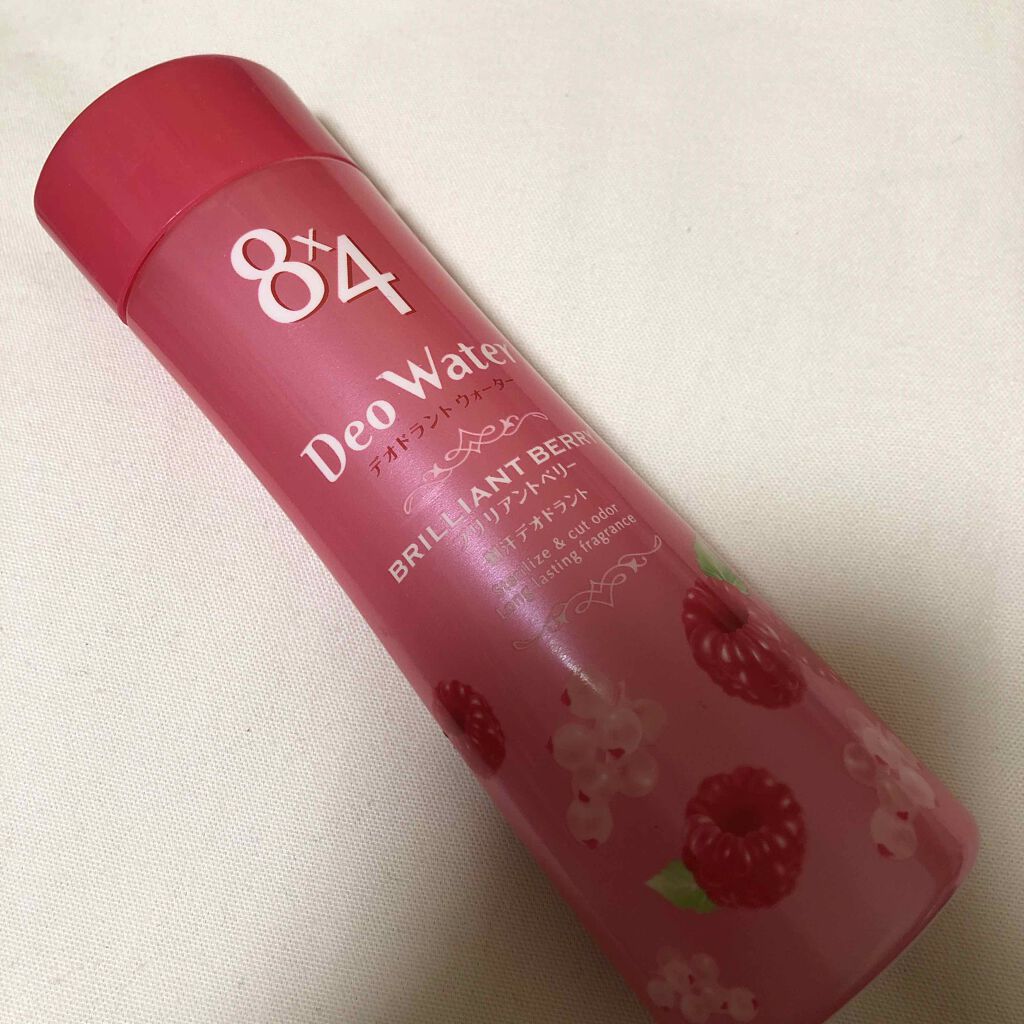 8x4
Deo Water
デオドラント ウォーター
BRILLIANT BERRY
ブリリアントベリー
制汗デオドラント
Sterilize & cut odor
Long lasting fragrance